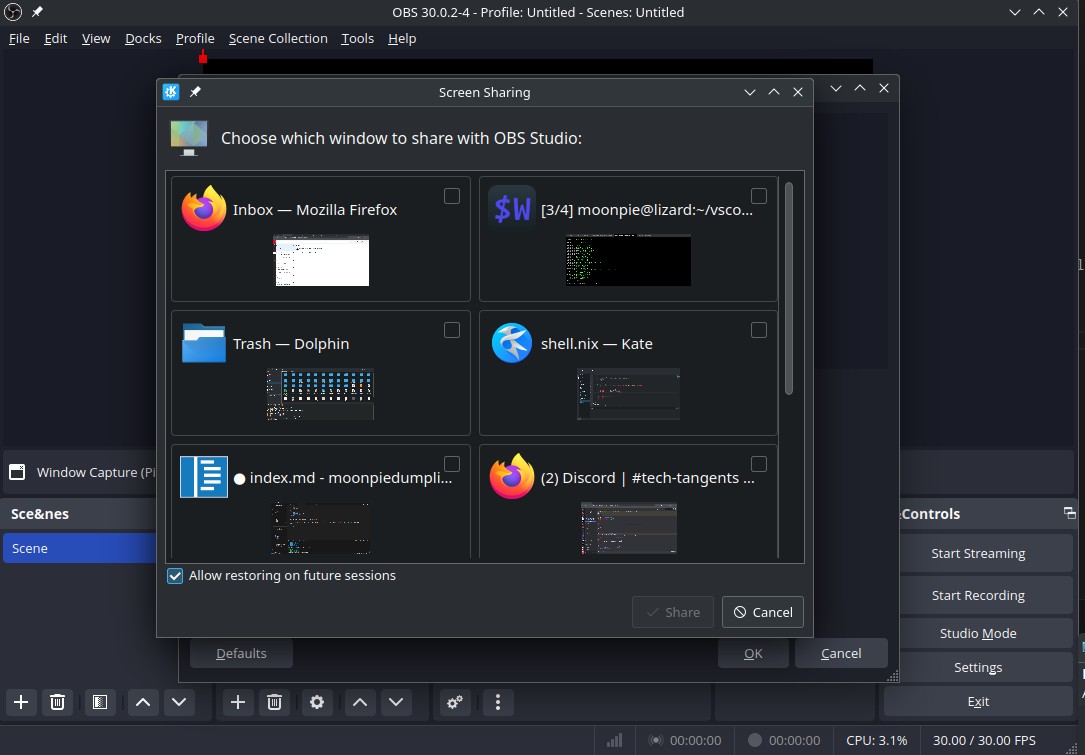 OBS 30.0.2-4 - Profile: Untitled - Scenes: Untitled
File Edit View Docks Profile Scene Collection Tools Help
Screen Sharing
Choose which window to share with OBS Studio:
Inbox — Mozilla Firefox
$W [3/4] moonpie@lizard:~/vsco...
Trash — Dolphin
shell.nix — Kate
● index.md - moonpiedumpli...
(2) Discord | #tech-tangents ...
Allow restoring on future sessions
Share Cancel
Window Capture (Pi
Sce&nes
Scene
Controls
Start Streaming
Start Recording
Studio Mode
Settings
Exit
Defaults OK Cancel
00:00:00 00:00:00 CPU: 3.1% 30.00 / 30.00 FPS